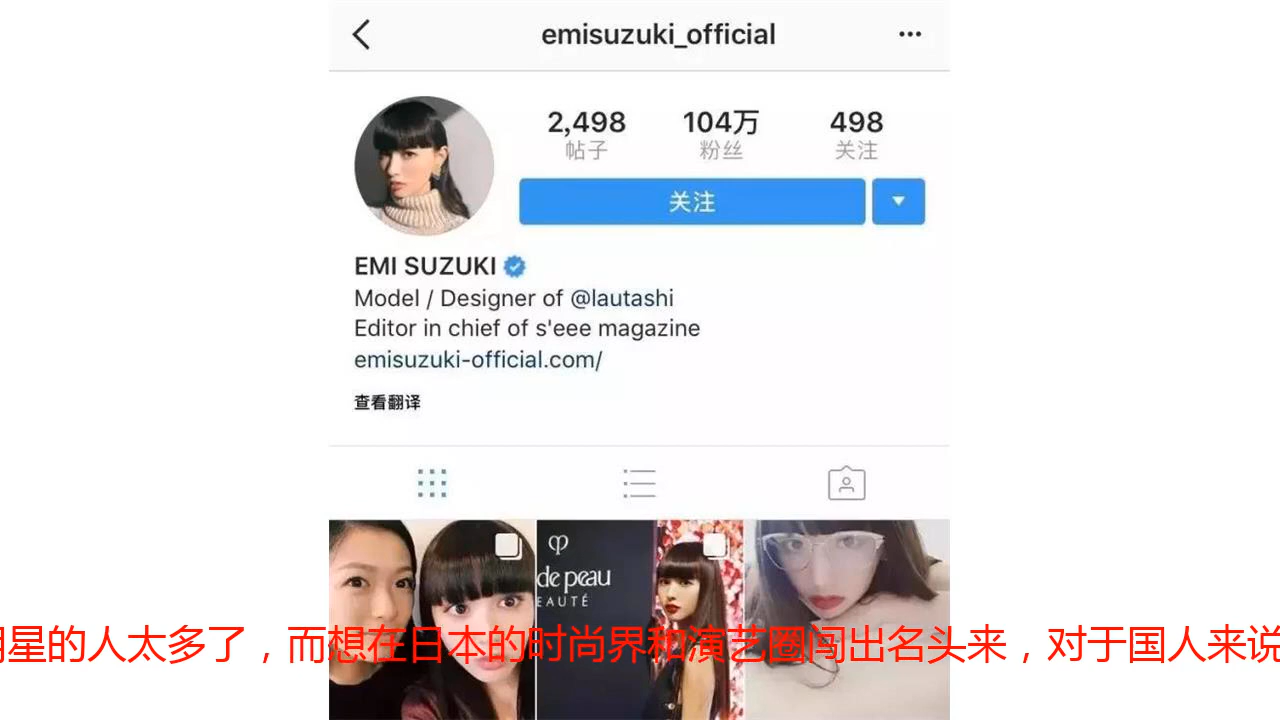 emisuzuki_official
2,498
104万
498
帖子
粉丝
关注
关注
EMI SUZUKI
Model / Designer of @lautashi
Editor in chief of s'eee magazine
emisuzuki-official.com/
查看翻译
de peau
EAUTÉ
星的人太多了，而想在日本的时尚界和演艺圈闯出名头来，对于国人来说